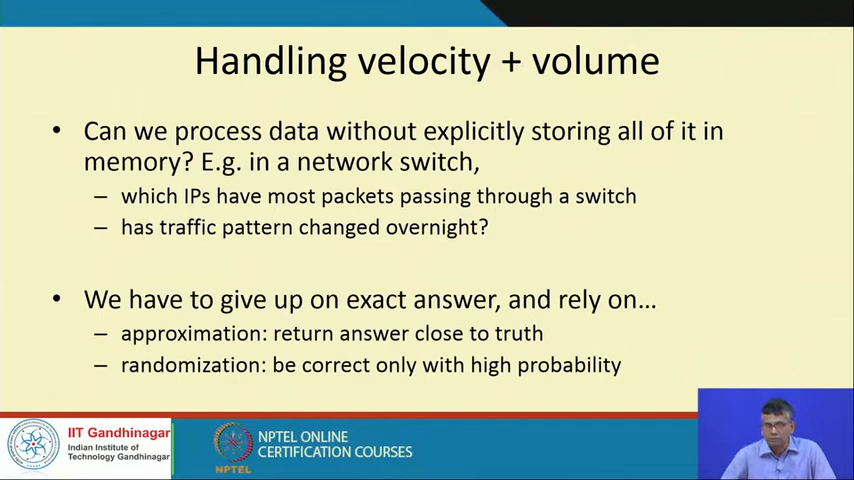 Handling velocity + volume
• Can we process data without explicitly storing all of it in
memory? E.g. in a network switch,
– which IPs have most packets passing through a switch
– has traffic pattern changed overnight?
• We have to give up on exact answer, and rely on…
– approximation: return answer close to truth
– randomization: be correct only with high probability
IIT Gandhinagar
Indian Institute of
Technology Gandhinagar
NPTEL
NPTEL ONLINE
CERTIFICATION COURSES